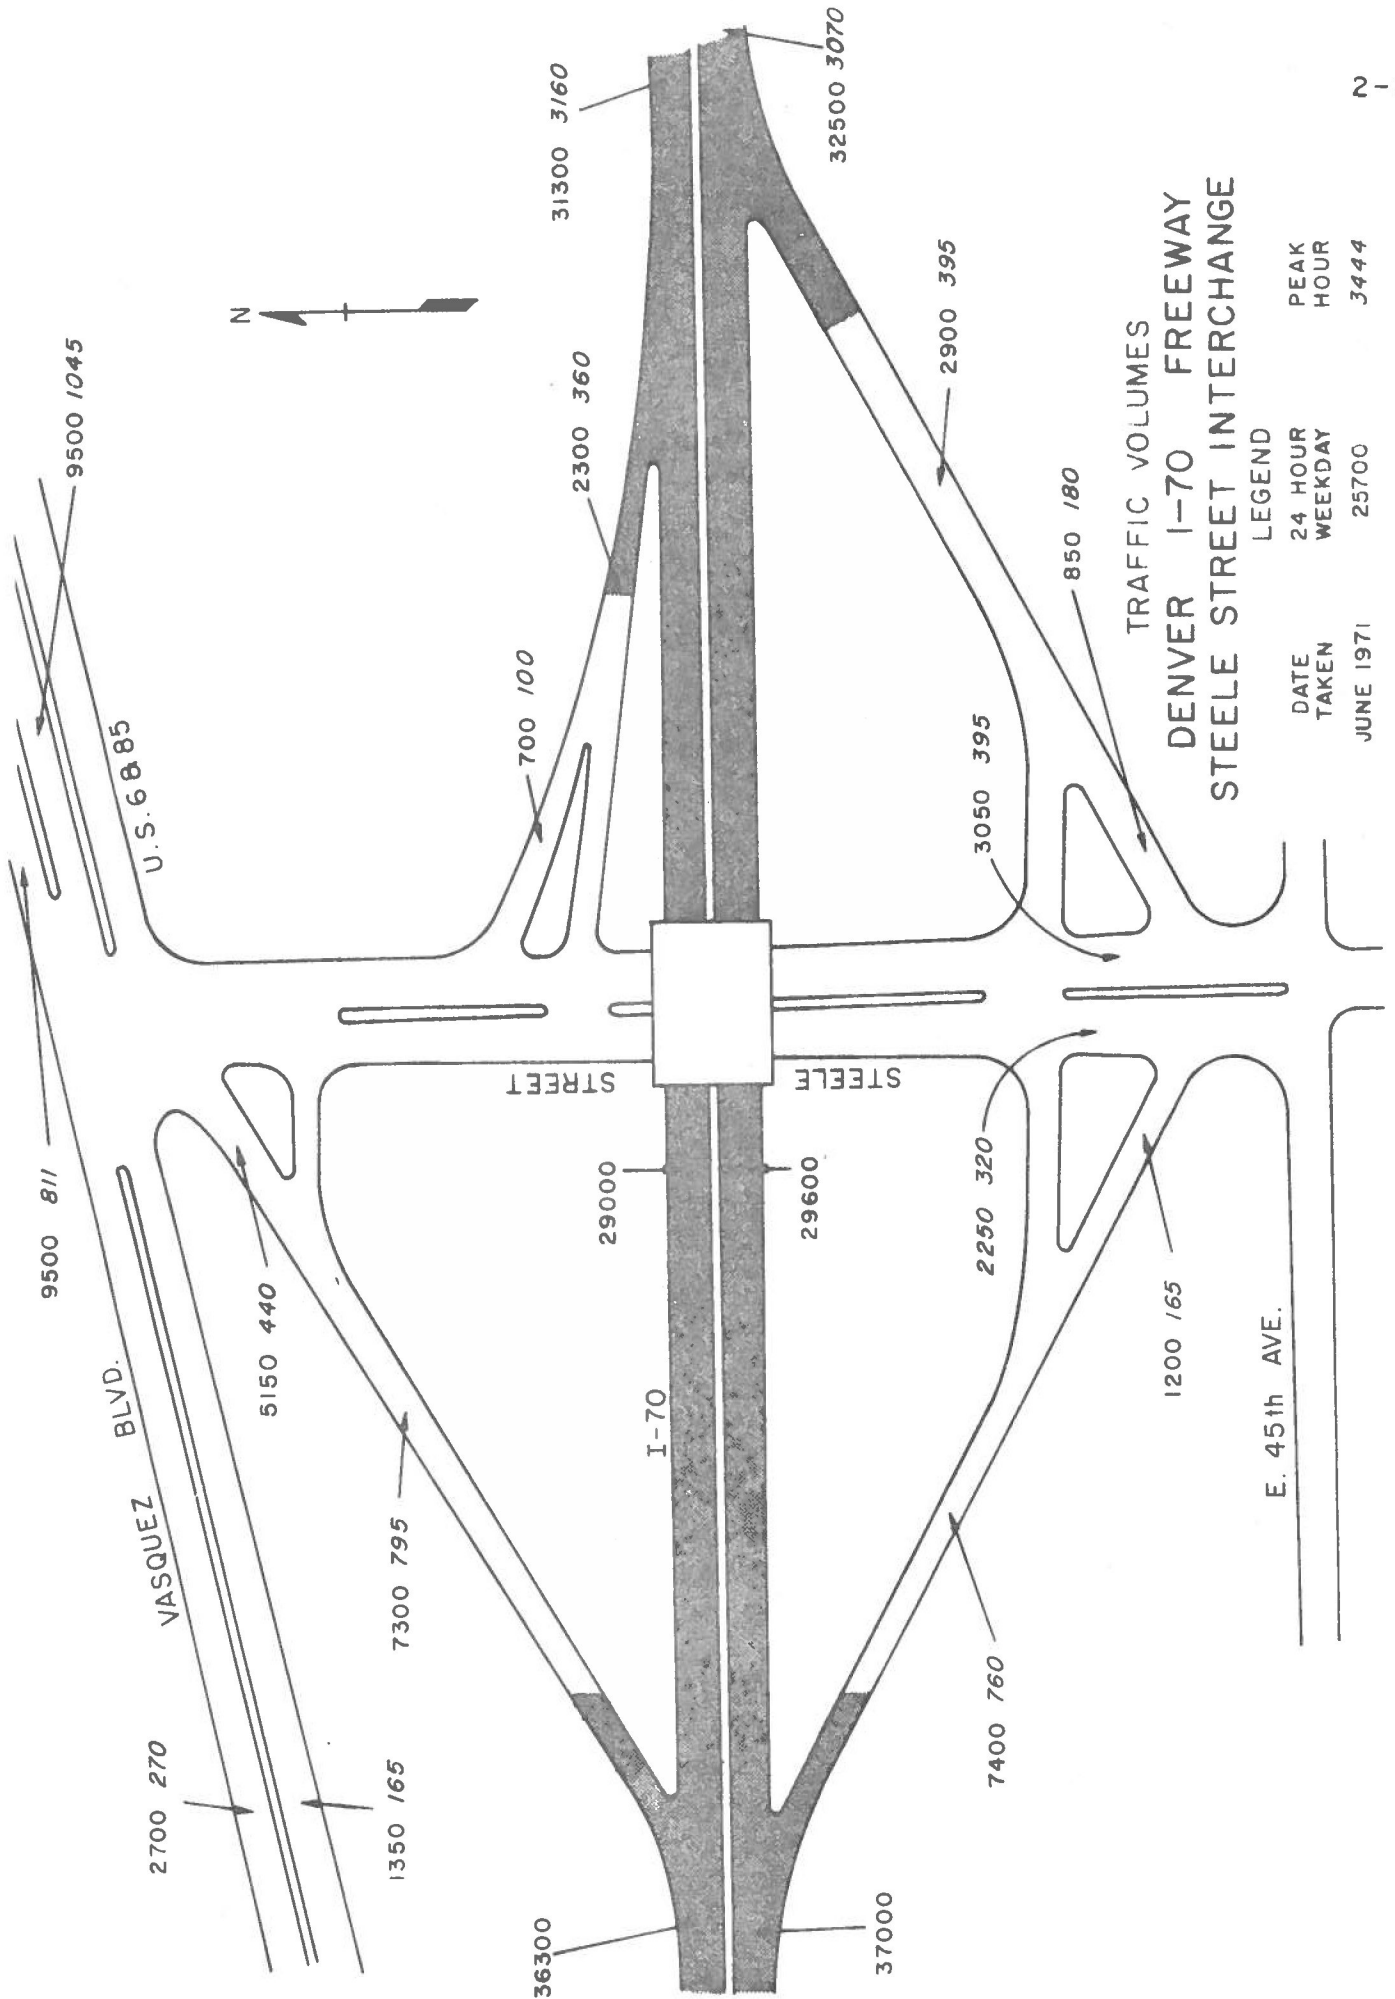 9500 811
9500 1045
U.S. 6 & 85
VASQUEZ BLVD.
N
2700 270
1350 165
5150 440
7300 795
700 100
2300 360
31300 3160
STREET
STEELE
29000
I-70
29600
36300
37000
32500 3070
2900 395
3050 395
850 180
2250 320
1200 165
7400 760
E. 45th AVE.
TRAFFIC VOLUMES
DENVER I-70 FREEWAY
STEELE STREET INTERCHANGE
LEGEND
DATE TAKEN
24 HOUR WEEKDAY
PEAK HOUR
JUNE 1971 25700 3444
2-